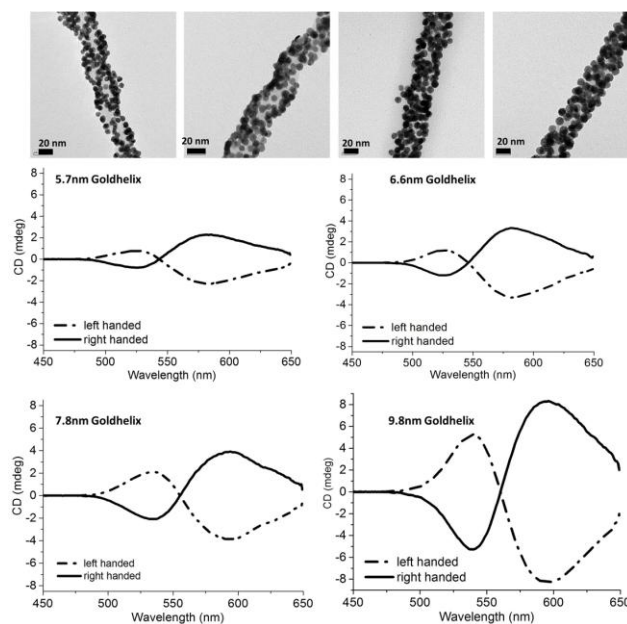 20 nm
20 nm
20 nm
20 nm
5.7nm Goldhelix
CD (mdeg)
8
6
4
2
0
-2
-4
-6
-8
left handed
right handed
450 500 550 600 650
Wavelength (nm)
6.6nm Goldhelix
CD (mdeg)
8
6
4
2
0
-2
-4
-6
-8
left handed
right handed
450 500 550 600 650
Wavelength (nm)
7.8nm Goldhelix
CD (mdeg)
8
6
4
2
0
-2
-4
-6
-8
left handed
right handed
450 500 550 600 650
Wavelength (nm)
9.8nm Goldhelix
CD (mdeg)
8
6
4
2
0
-2
-4
-6
-8
left handed
right handed
450 500 550 600 650
Wavelength (nm)